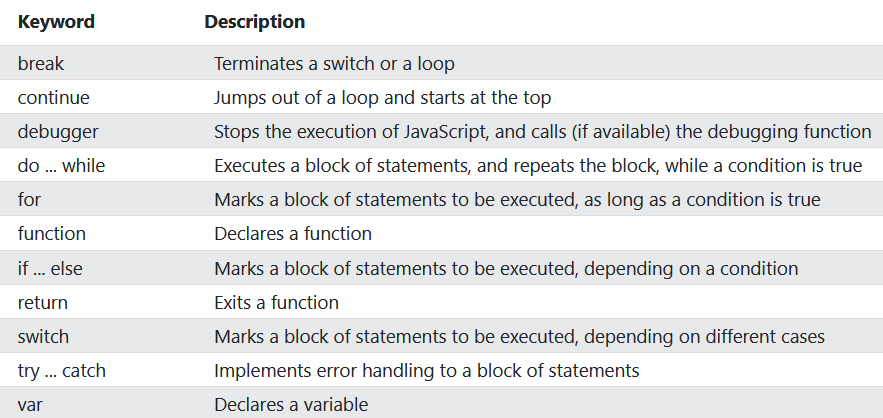 Keyword Description
break Terminates a switch or a loop
continue Jumps out of a loop and starts at the top
debugger Stops the execution of JavaScript, and calls (if available) the debugging function
do ... while Executes a block of statements, and repeats the block, while a condition is true
for Marks a block of statements to be executed, as long as a condition is true
function Declares a function
if ... else Marks a block of statements to be executed, depending on a condition
return Exits a function
switch Marks a block of statements to be executed, depending on different cases
try ... catch Implements error handling to a block of statements
var Declares a variable